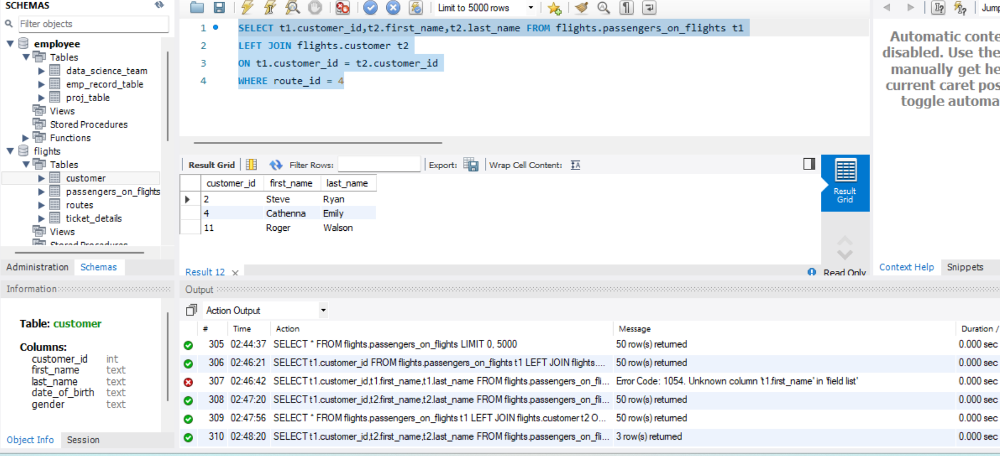 SCHEMAS
Filter objects
employee
Tables
data_science_team
emp_record_table
proj_table
Views
Stored Procedures
Functions
flights
Tables
customer
passengers_on_flights
routes
ticket_details
Views
Stored Procedures
Administration Schemas
Limit to 5000 rows
1 SELECT t1.customer_id,t2.first_name,t2.last_name FROM flights.passengers_on_flights t1
2 LEFT JOIN flights.customer t2
3 ON t1.customer_id = t2.customer_id
4 WHERE route_id = 4
Result Grid Filter Rows: Export: Wrap Cell Content:
customer_id first_name last_name
2 Steve Ryan
4 Cathenna Emily
11 Roger Walson
Result
Grid
Result 12 Read Only
Jump
Automatic conte
disabled. Use the
manually get he
current caret pos
toggle automa
Context Help Snippets
Information
Table: customer
Columns:
customer_id int
first_name text
last_name text
date_of_birth text
gender text
Object Info Session
Output
Action Output
# Time Action Message Duration /
305 02:44:37 SELECT * FROM flights.passengers_on_flights LIMIT 0, 5000 50 row(s) returned 0.000 sec
306 02:46:21 SELECT t1.customer_id FROM flights.passengers_on_flights t1 LEFT JOIN flights.... 50 row(s) returned 0.000 sec
307 02:46:42 SELECT t1.customer_id,t1.first_name,t1.last_name FROM flights.passengers_on_fli... Error Code: 1054. Unknown column 't1.first_name' in 'field list' 0.000 sec
308 02:47:20 SELECT t1.customer_id,t2.first_name,t2.last_name FROM flights.passengers_on_fli... 50 row(s) returned 0.000 sec
309 02:47:56 SELECT * FROM flights.passengers_on_flights t1 LEFT JOIN flights.customer t2 O... 50 row(s) returned 0.000 sec
310 02:48:20 SELECT t1.customer_id,t2.first_name,t2.last_name FROM flights.passengers_on_fli... 3 row(s) returned 0.000 sec